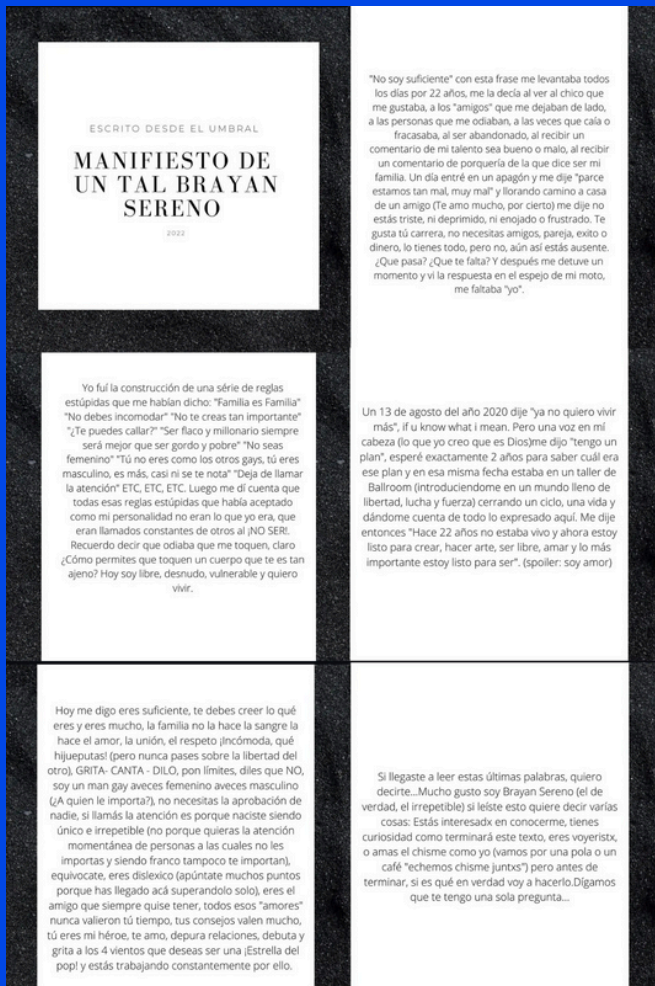 ESCRITO DESDE EL UMBRAL
MANIFIESTO DE
UN TAL BRAYAN
SERENO
2022
"No soy suficiente" con esta frase me levantaba todos
los días por 22 años, me la decía al ver al chico que
me gustaba, a los "amigos" que me dejaban de lado,
a las personas que me odiaban, a las veces que caía o
fracasaba, al ser abandonado, al recibir un
comentario de mi talento sea bueno o malo, al recibir
un comentario de porquería de la que dice ser mi
familia. Un día entré en un apagón y me dije "parce
estamos tan mal, muy mal" y llorando camino a casa
de un amigo (Te amo mucho, por cierto) me dije no
estás triste, ni deprimido, ni enojado o frustrado. Te
gusta tú carrera, no necesitas amigos, pareja, exito o
dinero, lo tienes todo, pero no, aún así estás ausente.
¿Que pasa? ¿Que te falta? Y después me detuve un
momento y vi la respuesta en el espejo de mi moto,
me faltaba "yo".
Yo fuí la construcción de una série de reglas
estúpidas que me habían dicho: "Familia es Familia"
"No debes incomodar" "No te creas tan importante"
"¿Te puedes callar?" "Ser flaco y millonario siempre
será mejor que ser gordo y pobre" "No seas
femenino" "Tú no eres como los otros gays, tú eres
masculino, es más, casi ni se te nota" "Deja de llamar
la atención" ETC, ETC, ETC. Luego me dí cuenta que
todas esas reglas estúpidas que había aceptado
como mi personalidad no eran lo que yo era, que
eran llamados constantes de otros al ¡NO SER!.
Recuerdo decir que odiaba que me toquen, claro
¿Cómo permites que toquen un cuerpo que te es tan
ajeno? Hoy soy libre, desnudo, vulnerable y quiero
vivir.
Un 13 de agosto del año 2020 dije "ya no quiero vivir
más", if u know what i mean. Pero una voz en mí
cabeza (lo que yo creo que es Dios)me dijo "tengo un
plan", esperé exactamente 2 años para saber cuál era
ese plan y en esa misma fecha estaba en un taller de
Ballroom (introduciendome en un mundo lleno de
libertad, lucha y fuerza) cerrando un ciclo, una vida y
dándome cuenta de todo lo expresado aquí. Me dije
entonces "Hace 22 años no estaba vivo y ahora estoy
listo para crear, hacer arte, ser libre, amar y lo más
importante estoy listo para ser". (spoiler: soy amor)
Hoy me digo eres suficiente, te debes creer lo qué
eres y eres mucho, la familia no la hace la sangre la
hace el amor, la unión, el respeto ¡Incómoda, qué
hijueputas! (pero nunca pases sobre la libertad del
otro), GRITA- CANTA - DILO, pon límites, diles que NO,
soy un man gay aveces femenino aveces masculino
(¿A quien le importa?), no necesitas la aprobación de
nadie, si llamás la atención es porque naciste siendo
único e irrepetible (no porque quieras la atención
momentánea de personas a las cuales no les
importas y siendo franco tampoco te importan),
equivocate, eres dislexico (apúntate muchos puntos
porque has llegado acá superandolo solo), eres el
amigo que siempre quise tener, todos esos "amores"
nunca valieron tú tiempo, tus consejos valen mucho,
tú eres mi héroe, te amo, depura relaciones, debuta y
grita a los 4 vientos que deseas ser una ¡Estrella del
pop! y estás trabajando constantemente por ello.
Si llegaste a leer estas últimas palabras, quiero
decirte...Mucho gusto soy Brayan Sereno (el de
verdad, el irrepetible) si leíste esto quiere decir varías
cosas: Estás interesadx en conocerme, tienes
curiosidad como terminará este texto, eres voyeristx,
o amas el chisme como yo (vamos por una pola o un
café "echemos chisme juntxs") pero antes de
terminar, si es qué en verdad voy a hacerlo.Dígamos
que te tengo una sola pregunta...